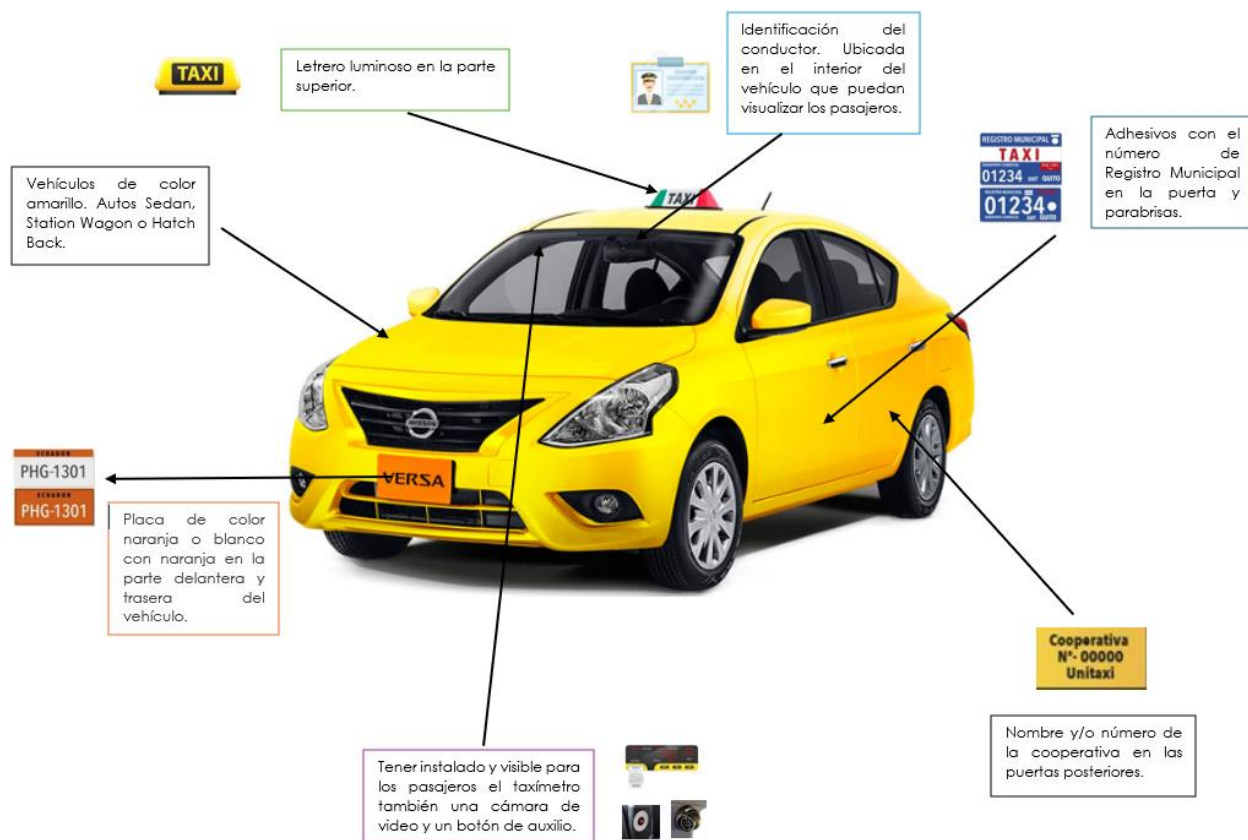 TAXI
Letrero luminoso en la parte
superior.
Identificación del
conductor. Ubicada
en el interior del
vehículo que puedan
visualizar los pasajeros.
REGISTRO MUNICIPAL
TAXI
01234 QUITO
01234
QUITO
Adhesivos con el
número de
Registro Municipal
en la puerta y
parabrisas.
Vehículos de color
amarillo. Autos Sedan,
Station Wagon o Hatch
Back.
TAXI
NISSAN
VERSA
ECUADOR
PHG-1301
ECUADOR
PHG-1301
Placa de color
naranja o blanco
con naranja en la
parte delantera y
trasera del
vehículo.
Cooperativa
N°- 00000
Unitaxi
Nombre y/o número de
la cooperativa en las
puertas posteriores.
Tener instalado y visible para
los pasajeros el taxímetro
también una cámara de
video y un botón de auxilio.